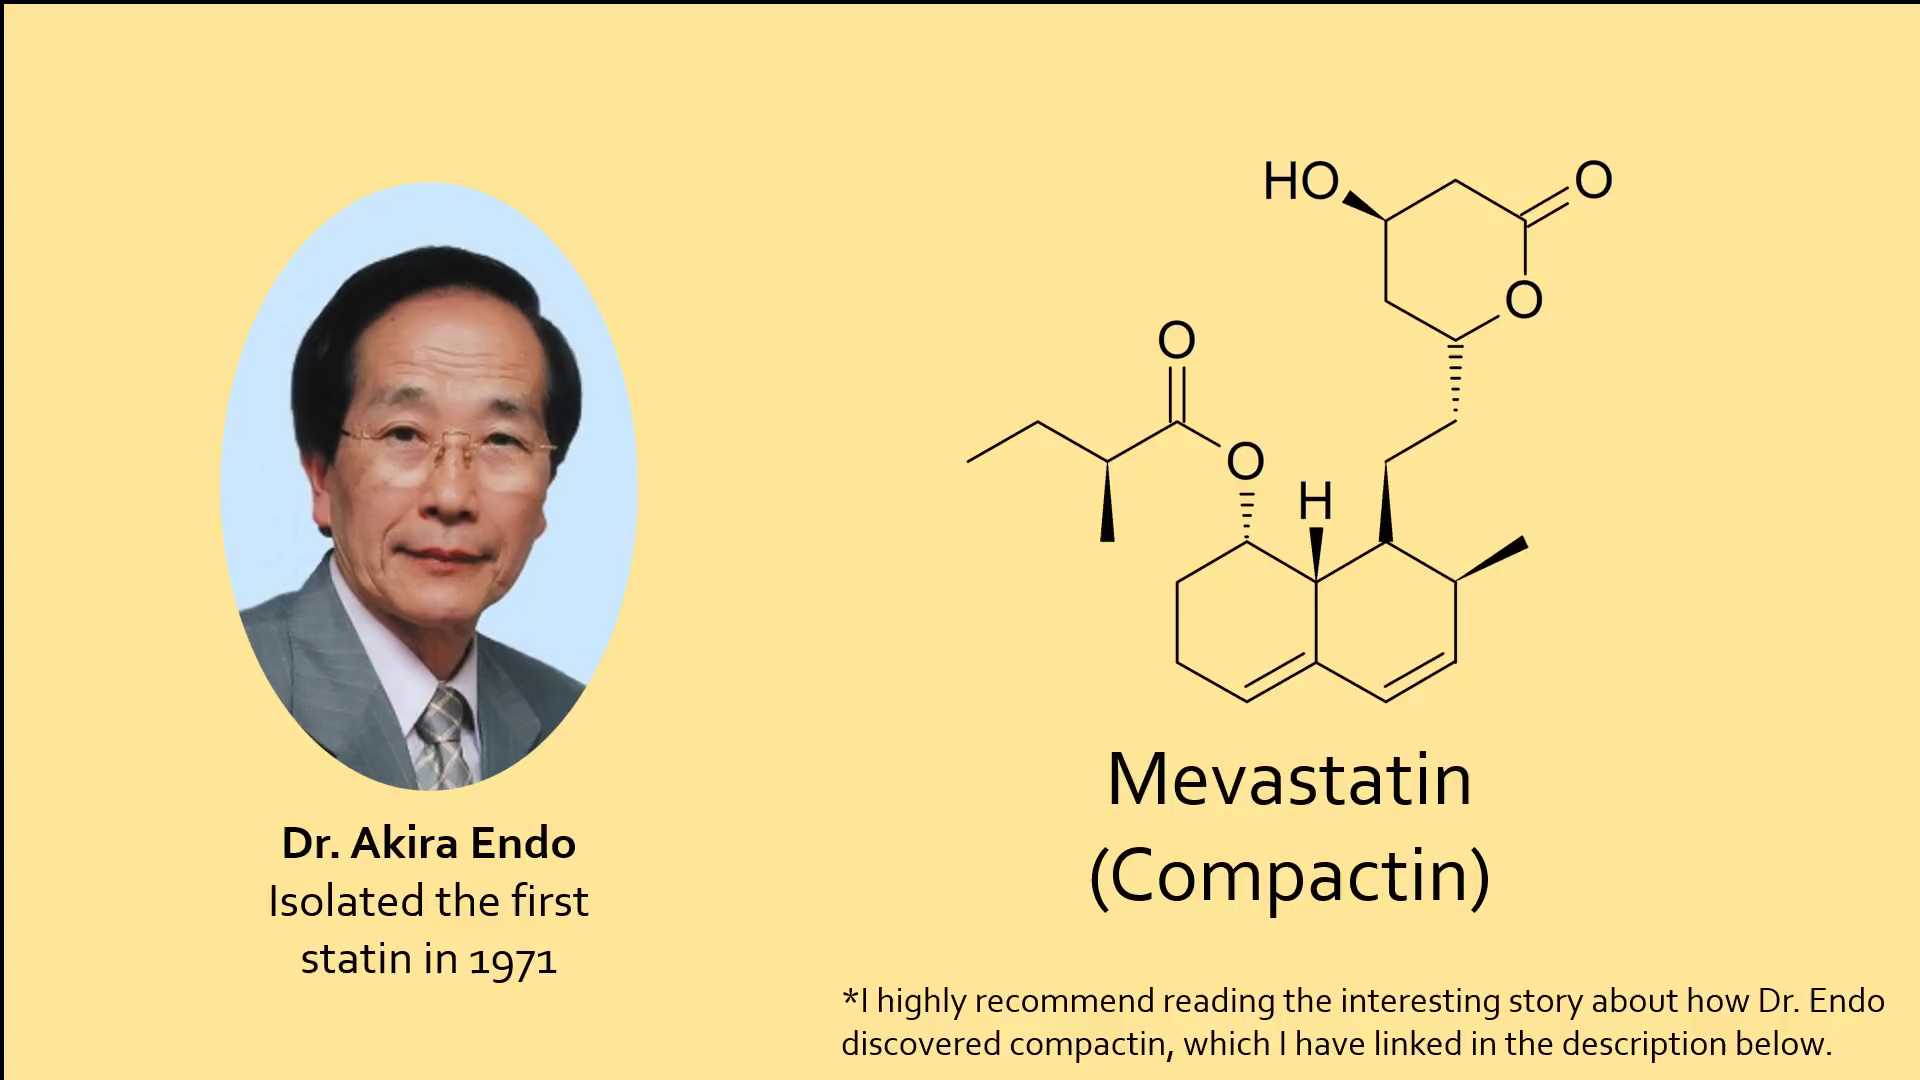 HO
O
O
O
O
H
Dr. Akira Endo
Isolated the first
statin in 1971
Mevastatin
(Compactin)
*I highly recommend reading the interesting story about how Dr. Endo
discovered compactin, which I have linked in the description below.